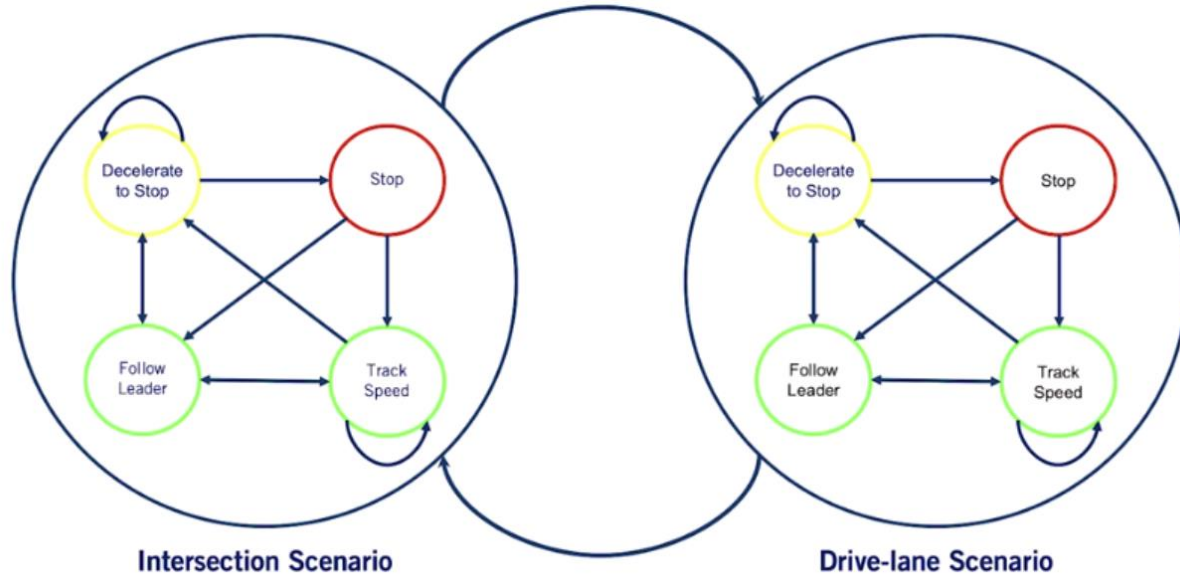 Decelerate
to Stop
Stop
Follow
Leader
Track
Speed
Intersection Scenario
Decelerate
to Stop
Stop
Follow
Leader
Track
Speed
Drive-lane Scenario